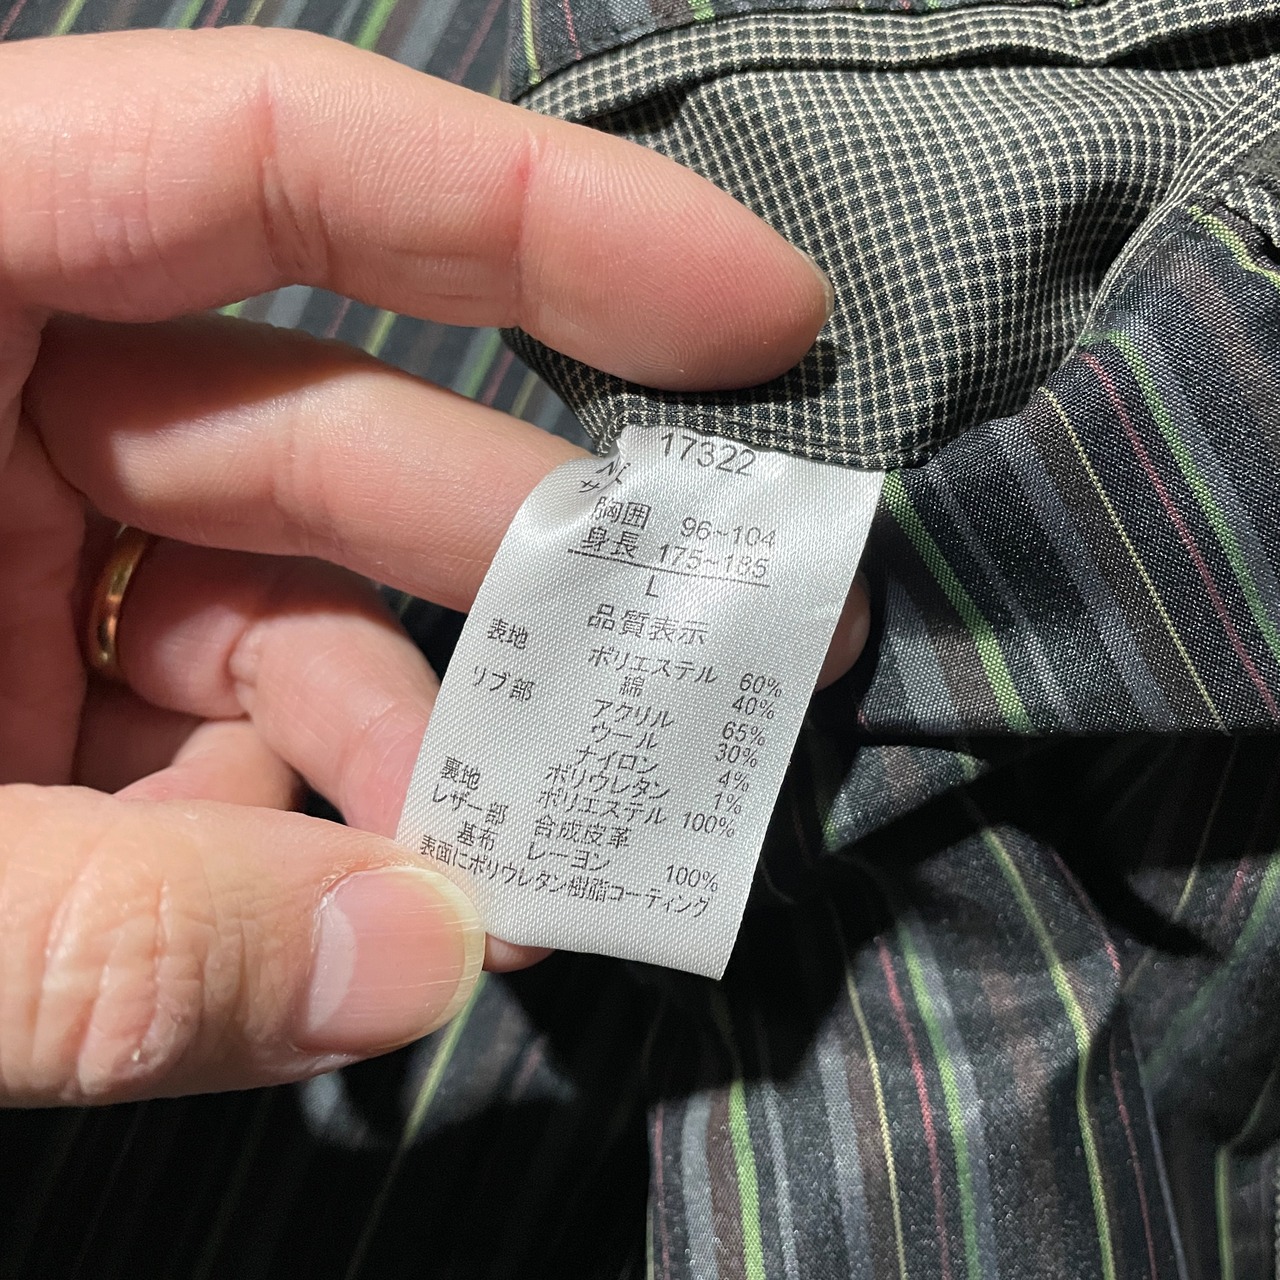 17322
サ
胸囲 96~104
身長 175~185
L
品質表示
表地 ポリエステル 60%
綿 40%
リブ部 アクリル 65%
ウール 30%
ナイロン 4%
ポリウレタン 1%
裏地 ポリエステル 100%
レザー部 合成皮革
基布 レーヨン 100%
表面にポリウレタン樹脂コーティング